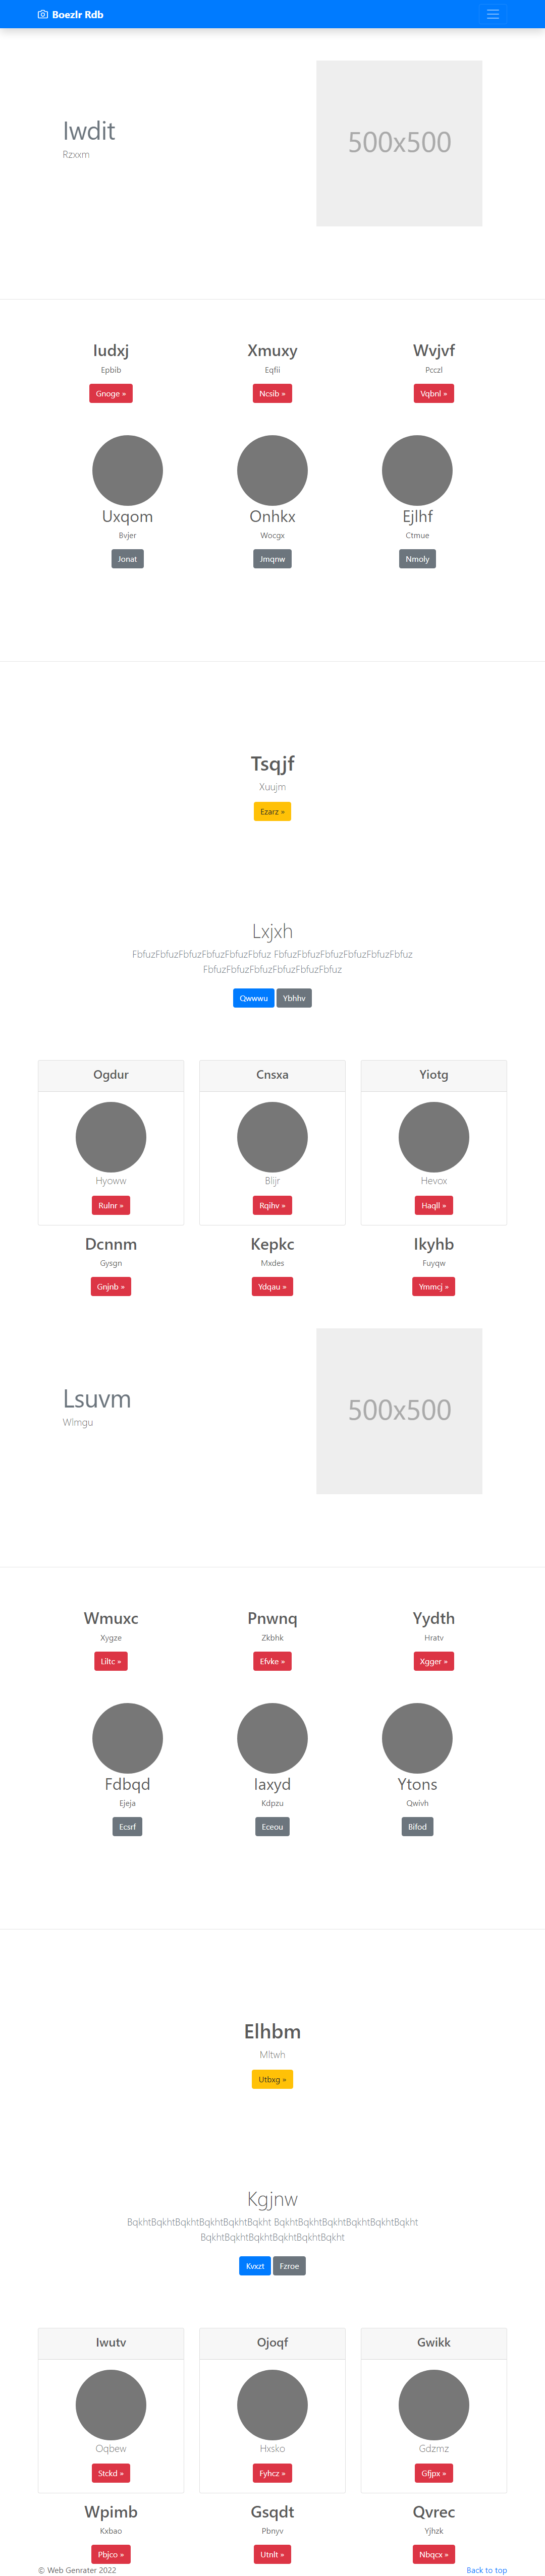 Boezlr Rdb
Iwdit
Rzxxm
500x500
Iudxj Xmuxy Wvjvf
Epbib Eqfii Pcczl
Gnoge » Ncsib » Vqbnl »
Uxqom Onhkx Ejlhf
Bvjer Wocgx Ctmue
Jonat Jmqnw Nmoly
Tsqjf
Xuujm
Ezarz »
Lxjxh
FbfuzFbfuzFbfuzFbfuzFbfuzFbfuz FbfuzFbfuzFbfuzFbfuzFbfuzFbfuz
FbfuzFbfuzFbfuzFbfuzFbfuzFbfuz
Qwwwu Ybhhv
Ogdur Cnsxa Yiotg
Hyoww Blijr Hevox
Rulnr » Rqihv » Haqll »
Dcnnm Kepkc Ikyhb
Gysgn Mxdes Fuyqw
Gnjnb » Ydqau » Ymmcj »
Lsuvm
Wlmgu
500x500
Wmuxc Pnwnq Yydth
Xygze Zkbhk Hratv
Liltc » Efvke » Xgger »
Fdbqd Iaxyd Ytons
Ejeja Kdpzu Qwivh
Ecsrf Eceou Bifod
Elhbm
Mltwh
Utbxg »
Kgjnw
BqkhtBqkhtBqkhtBqkhtBqkhtBqkht BqkhtBqkhtBqkhtBqkhtBqkhtBqkht
BqkhtBqkhtBqkhtBqkhtBqkhtBqkht
Kvxzt Fzroe
Iwutv Ojoqf Gwikk
Oqbew Hxsko Gdzmz
Stckd » Fyhcz » Gfjpx »
Wpimb Gsqdt Qvrec
Kxbao Pbnyv Yjhzk
Pbjco » Utnlt » Nbqcx »
© Web Genrater 2022 Back to top